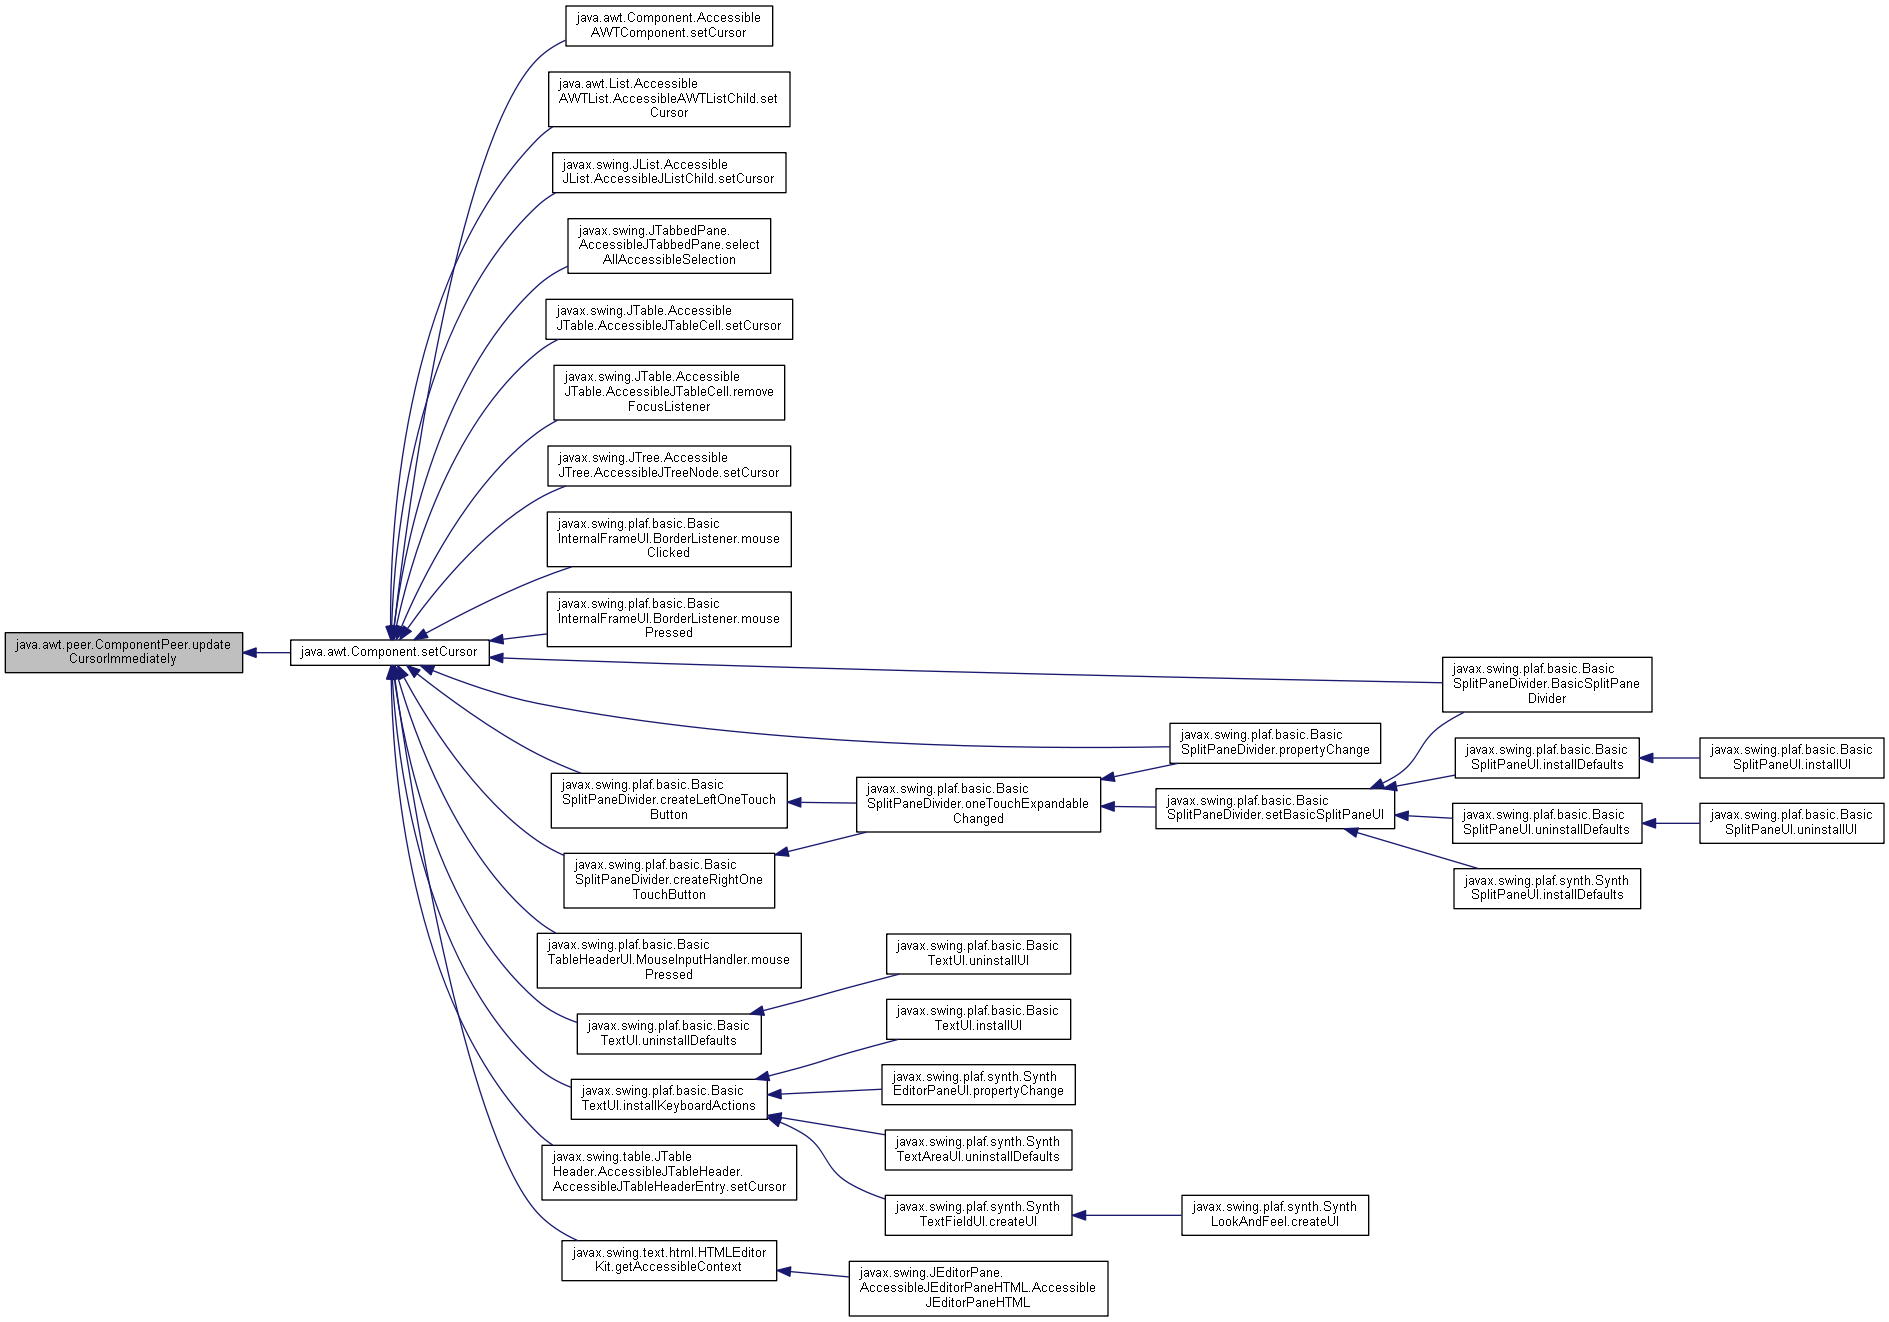 java.awt.Component.Accessible
AWTComponent.setCursor
java.awt.List.Accessible
AWTList.AccessibleAWTListChild.set
Cursor
javax.swing.JList.Accessible
JList.AccessibleJListChild.setCursor
javax.swing.JTabbedPane.
AccessibleJTabbedPane.select
AllAccessibleSelection
javax.swing.JTable.Accessible
JTable.AccessibleJTableCell.setCursor
javax.swing.JTable.Accessible
JTable.AccessibleJTableCell.remove
FocusListener
javax.swing.JTree.Accessible
JTree.AccessibleJTreeNode.setCursor
javax.swing.plaf.basic.Basic
InternalFrameUI.BorderListener.mouse
Clicked
javax.swing.plaf.basic.Basic
InternalFrameUI.BorderListener.mouse
Pressed
java.awt.peer.ComponentPeer.update
CursorImmediately
java.awt.Component.setCursor
javax.swing.plaf.basic.Basic
SplitPaneDivider.BasicSplitPane
Divider
javax.swing.plaf.basic.Basic
SplitPaneDivider.propertyChange
javax.swing.plaf.basic.Basic
SplitPaneUI.installDefaults
javax.swing.plaf.basic.Basic
SplitPaneUI.installUI
javax.swing.plaf.basic.Basic
SplitPaneDivider.createLeftOneTouch
Button
javax.swing.plaf.basic.Basic
SplitPaneDivider.oneTouchExpandable
Changed
javax.swing.plaf.basic.Basic
SplitPaneDivider.setBasicSplitPaneUI
javax.swing.plaf.basic.Basic
SplitPaneUI.uninstallDefaults
javax.swing.plaf.basic.Basic
SplitPaneUI.uninstallUI
javax.swing.plaf.basic.Basic
SplitPaneDivider.createRightOne
TouchButton
javax.swing.plaf.synth.Synth
SplitPaneUI.installDefaults
javax.swing.plaf.basic.Basic
TableHeaderUI.MouseInputHandler.mouse
Pressed
javax.swing.plaf.basic.Basic
TextUI.uninstallUI
javax.swing.plaf.basic.Basic
TextUI.uninstallDefaults
javax.swing.plaf.basic.Basic
TextUI.installUI
javax.swing.plaf.basic.Basic
TextUI.installKeyboardActions
javax.swing.plaf.synth.Synth
EditorPaneUI.propertyChange
javax.swing.plaf.synth.Synth
TextAreaUI.uninstallDefaults
javax.swing.table.JTable
Header.AccessibleJTableHeader.
AccessibleJTableHeaderEntry.setCursor
javax.swing.plaf.synth.Synth
TextFieldUI.createUI
javax.swing.plaf.synth.Synth
LookAndFeel.createUI
javax.swing.text.html.HTMLEditor
Kit.getAccessibleContext
javax.swing.JEditorPane.
AccessibleJEditorPaneHTML.Accessible
JEditorPaneHTML